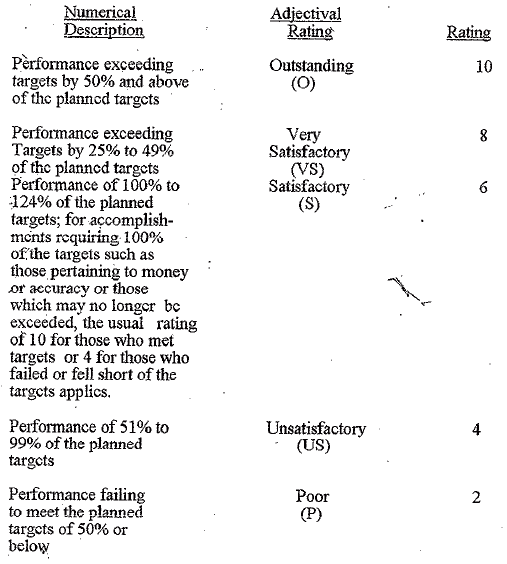 Numerical Adjectival
Description Rating Rating
Performance exceeding Outstanding 10
targets by 50% and above (O)
of the planned targets
Performance exceeding Very 8
Targets by 25% to 49% Satisfactory
of the planned targets (VS)
Performance of 100% to Satisfactory 6
124% of the planned (S)
targets; for accomplish-
ments requiring 100%
of the targets such as
those pertaining to money
or accuracy or those
which may no longer be
exceeded, the usual rating
of 10 for those who met
targets or 4 for those who
failed or fell short of the
targets applics.
Performance of 51% to Unsatisfactory 4
99% of the planned (US)
targets
Performance failing Poor 2
to meet the planned (P)
targets of 50% or
below